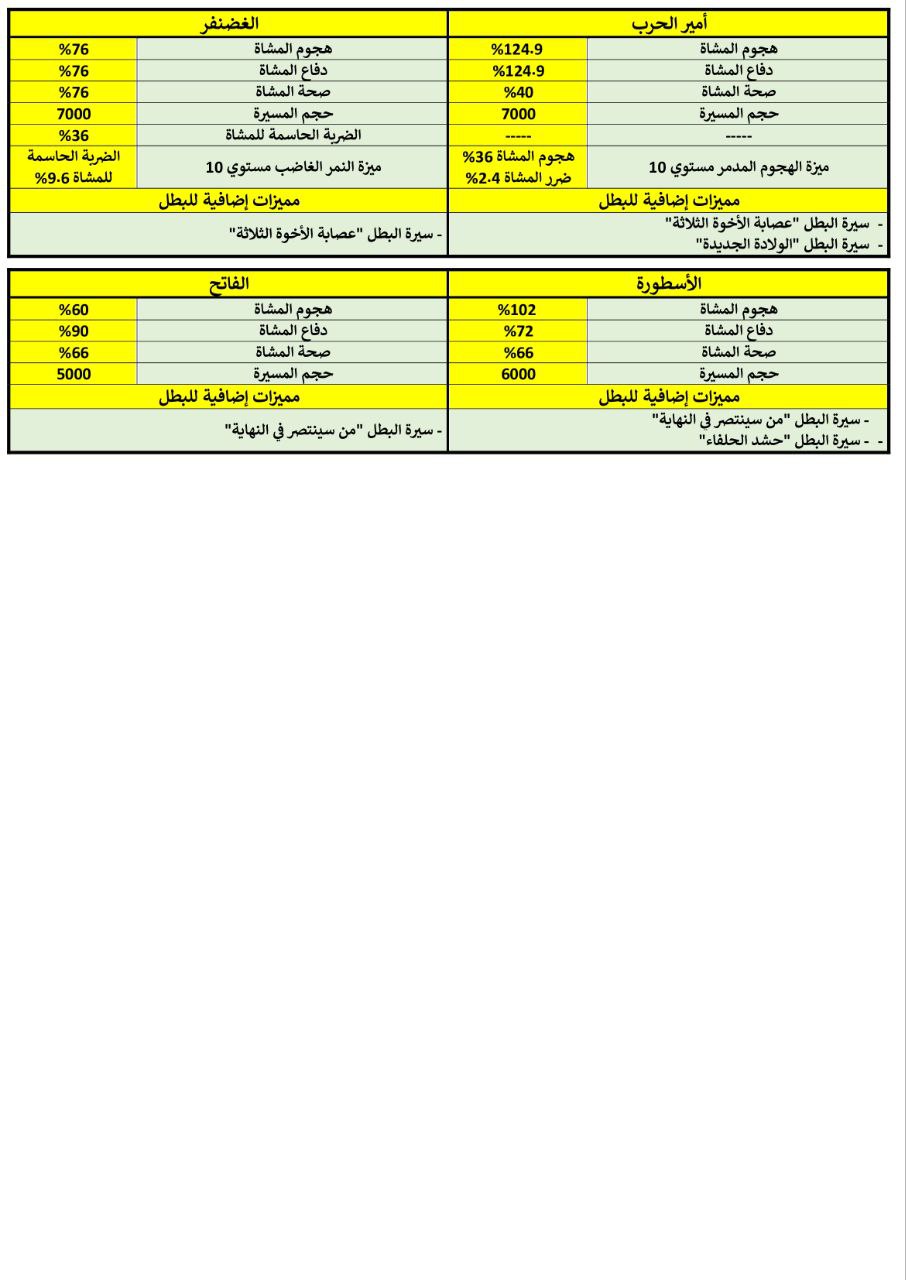 أمير الحرب
هجوم المشاة %124.9
دفاع المشاة %124.9
صحة المشاة %40
حجم المسيرة 7000
----- -----
ميزة الهجوم المدمر مستوي 10
هجوم المشاة 36%
ضرر المشاة 2.4%
مميزات إضافية للبطل
- سيرة البطل "عصابة الأخوة الثلاثة"
- سيرة البطل "الولادة الجديدة"
الغضنفر
هجوم المشاة %76
دفاع المشاة %76
صحة المشاة %76
حجم المسيرة 7000
الضربة الحاسمة للمشاة %36
ميزة النمر الغاضب مستوي 10
الضربة الحاسمة
للمشاة 9.6%
مميزات إضافية للبطل
- سيرة البطل "عصابة الأخوة الثلاثة"
الأسطورة
هجوم المشاة %102
دفاع المشاة %72
صحة المشاة %66
حجم المسيرة 6000
مميزات إضافية للبطل
- سيرة البطل "من سينتصر في النهاية"
- - سيرة البطل "حشد الحلفاء"
الفاتح
هجوم المشاة %60
دفاع المشاة %90
صحة المشاة %66
حجم المسيرة 5000
مميزات إضافية للبطل
- سيرة البطل "من سينتصر في النهاية"